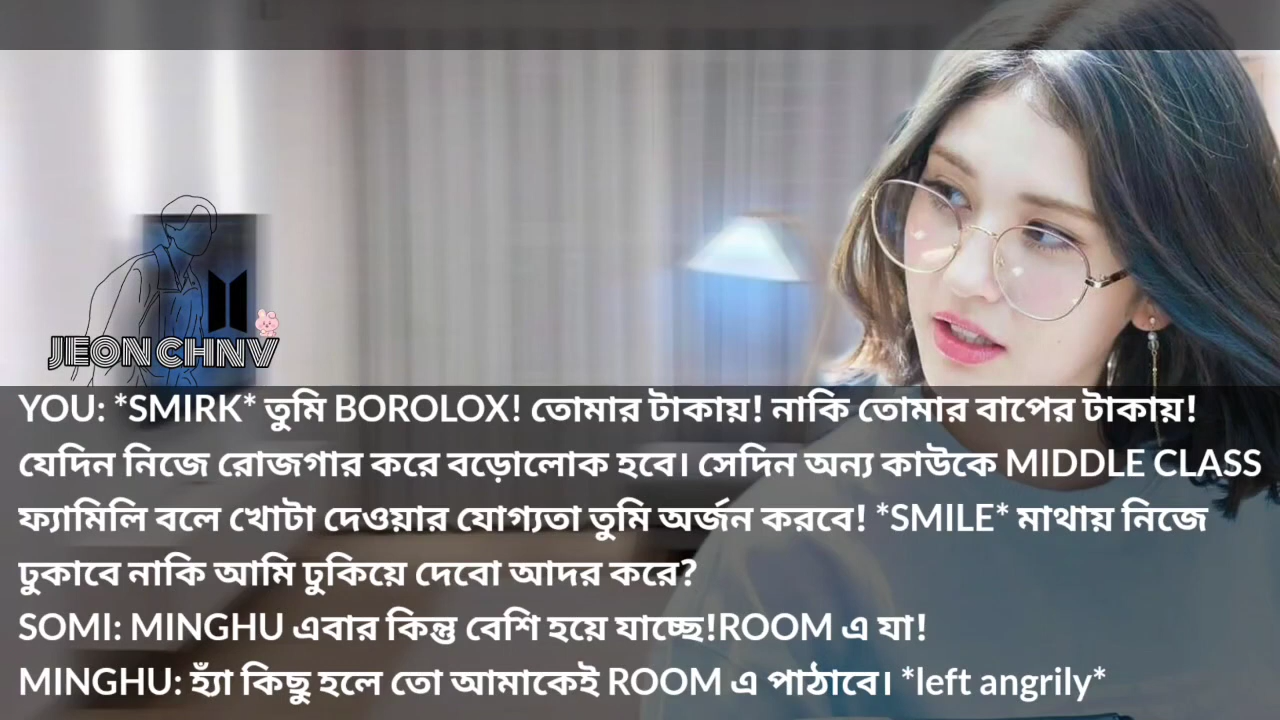 JEON CHNV
YOU: *SMIRK* তুমি BOROLOX! তোমার টাকায়! নাকি তোমার বাপের টাকায়!
যেদিন নিজে রোজগার করে বড়োলোক হবে। সেদিন অন্য কাউকে MIDDLE CLASS
ফ্যামিলি বলে খোটা দেওয়ার যোগ্যতা তুমি অর্জন করবে! *SMILE* মাথায় নিজে
ঢুকাবে নাকি আমি ঢুকিয়ে দেবো আদর করে?
SOMI: MINGHU এবার কিন্তু বেশি হয়ে যাচ্ছে!ROOM এ যা!
MINGHU: হ্যাঁ কিছু হলে তো আমাকেই ROOM এ পাঠাবে। *left angrily*